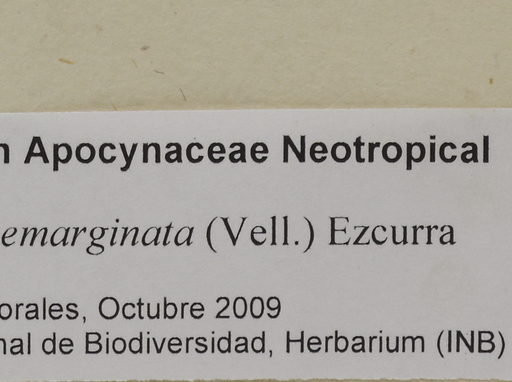 n Apocynaceae Neotropical
emarginata (Vell.) Ezcurra
orales, Octubre 2009
nal de Biodiversidad, Herbarium (INB)